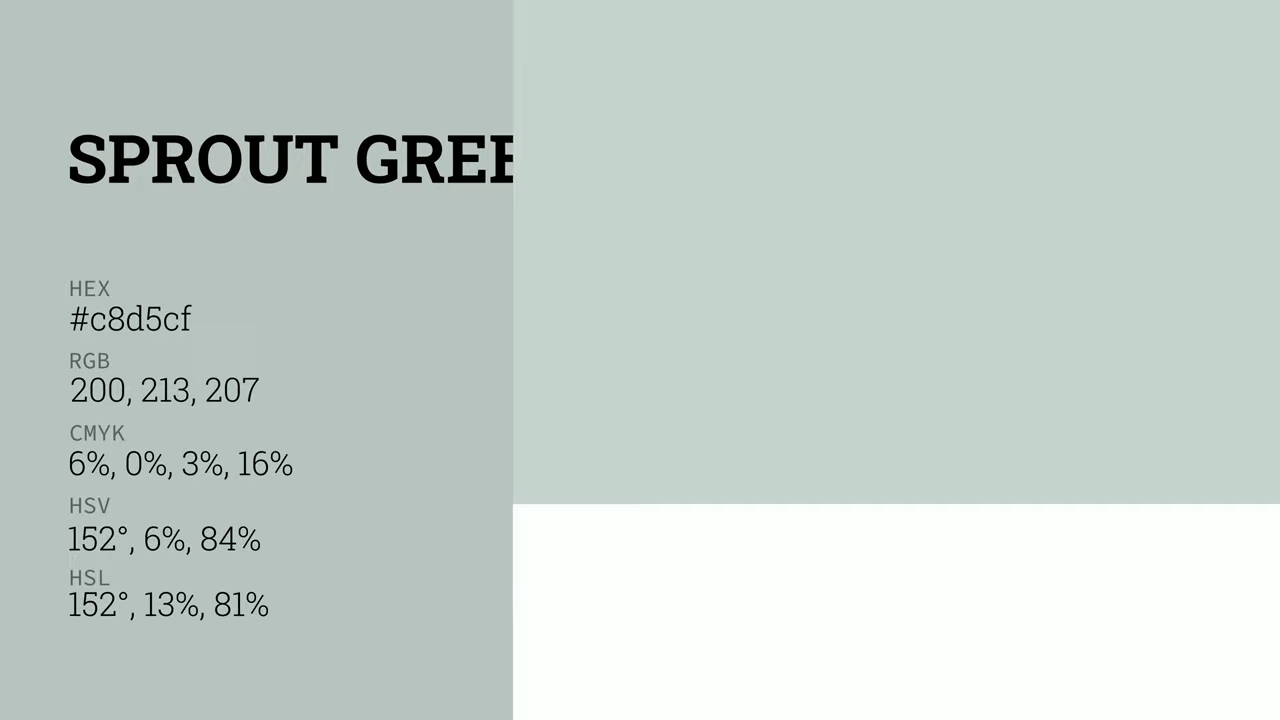 SPROUT GREE
HEX
#c8d5cf
RGB
200, 213, 207
CMYK
6%, 0%, 3%, 16%
HSV
152°, 6%, 84%
HSL
152°, 13%, 81%